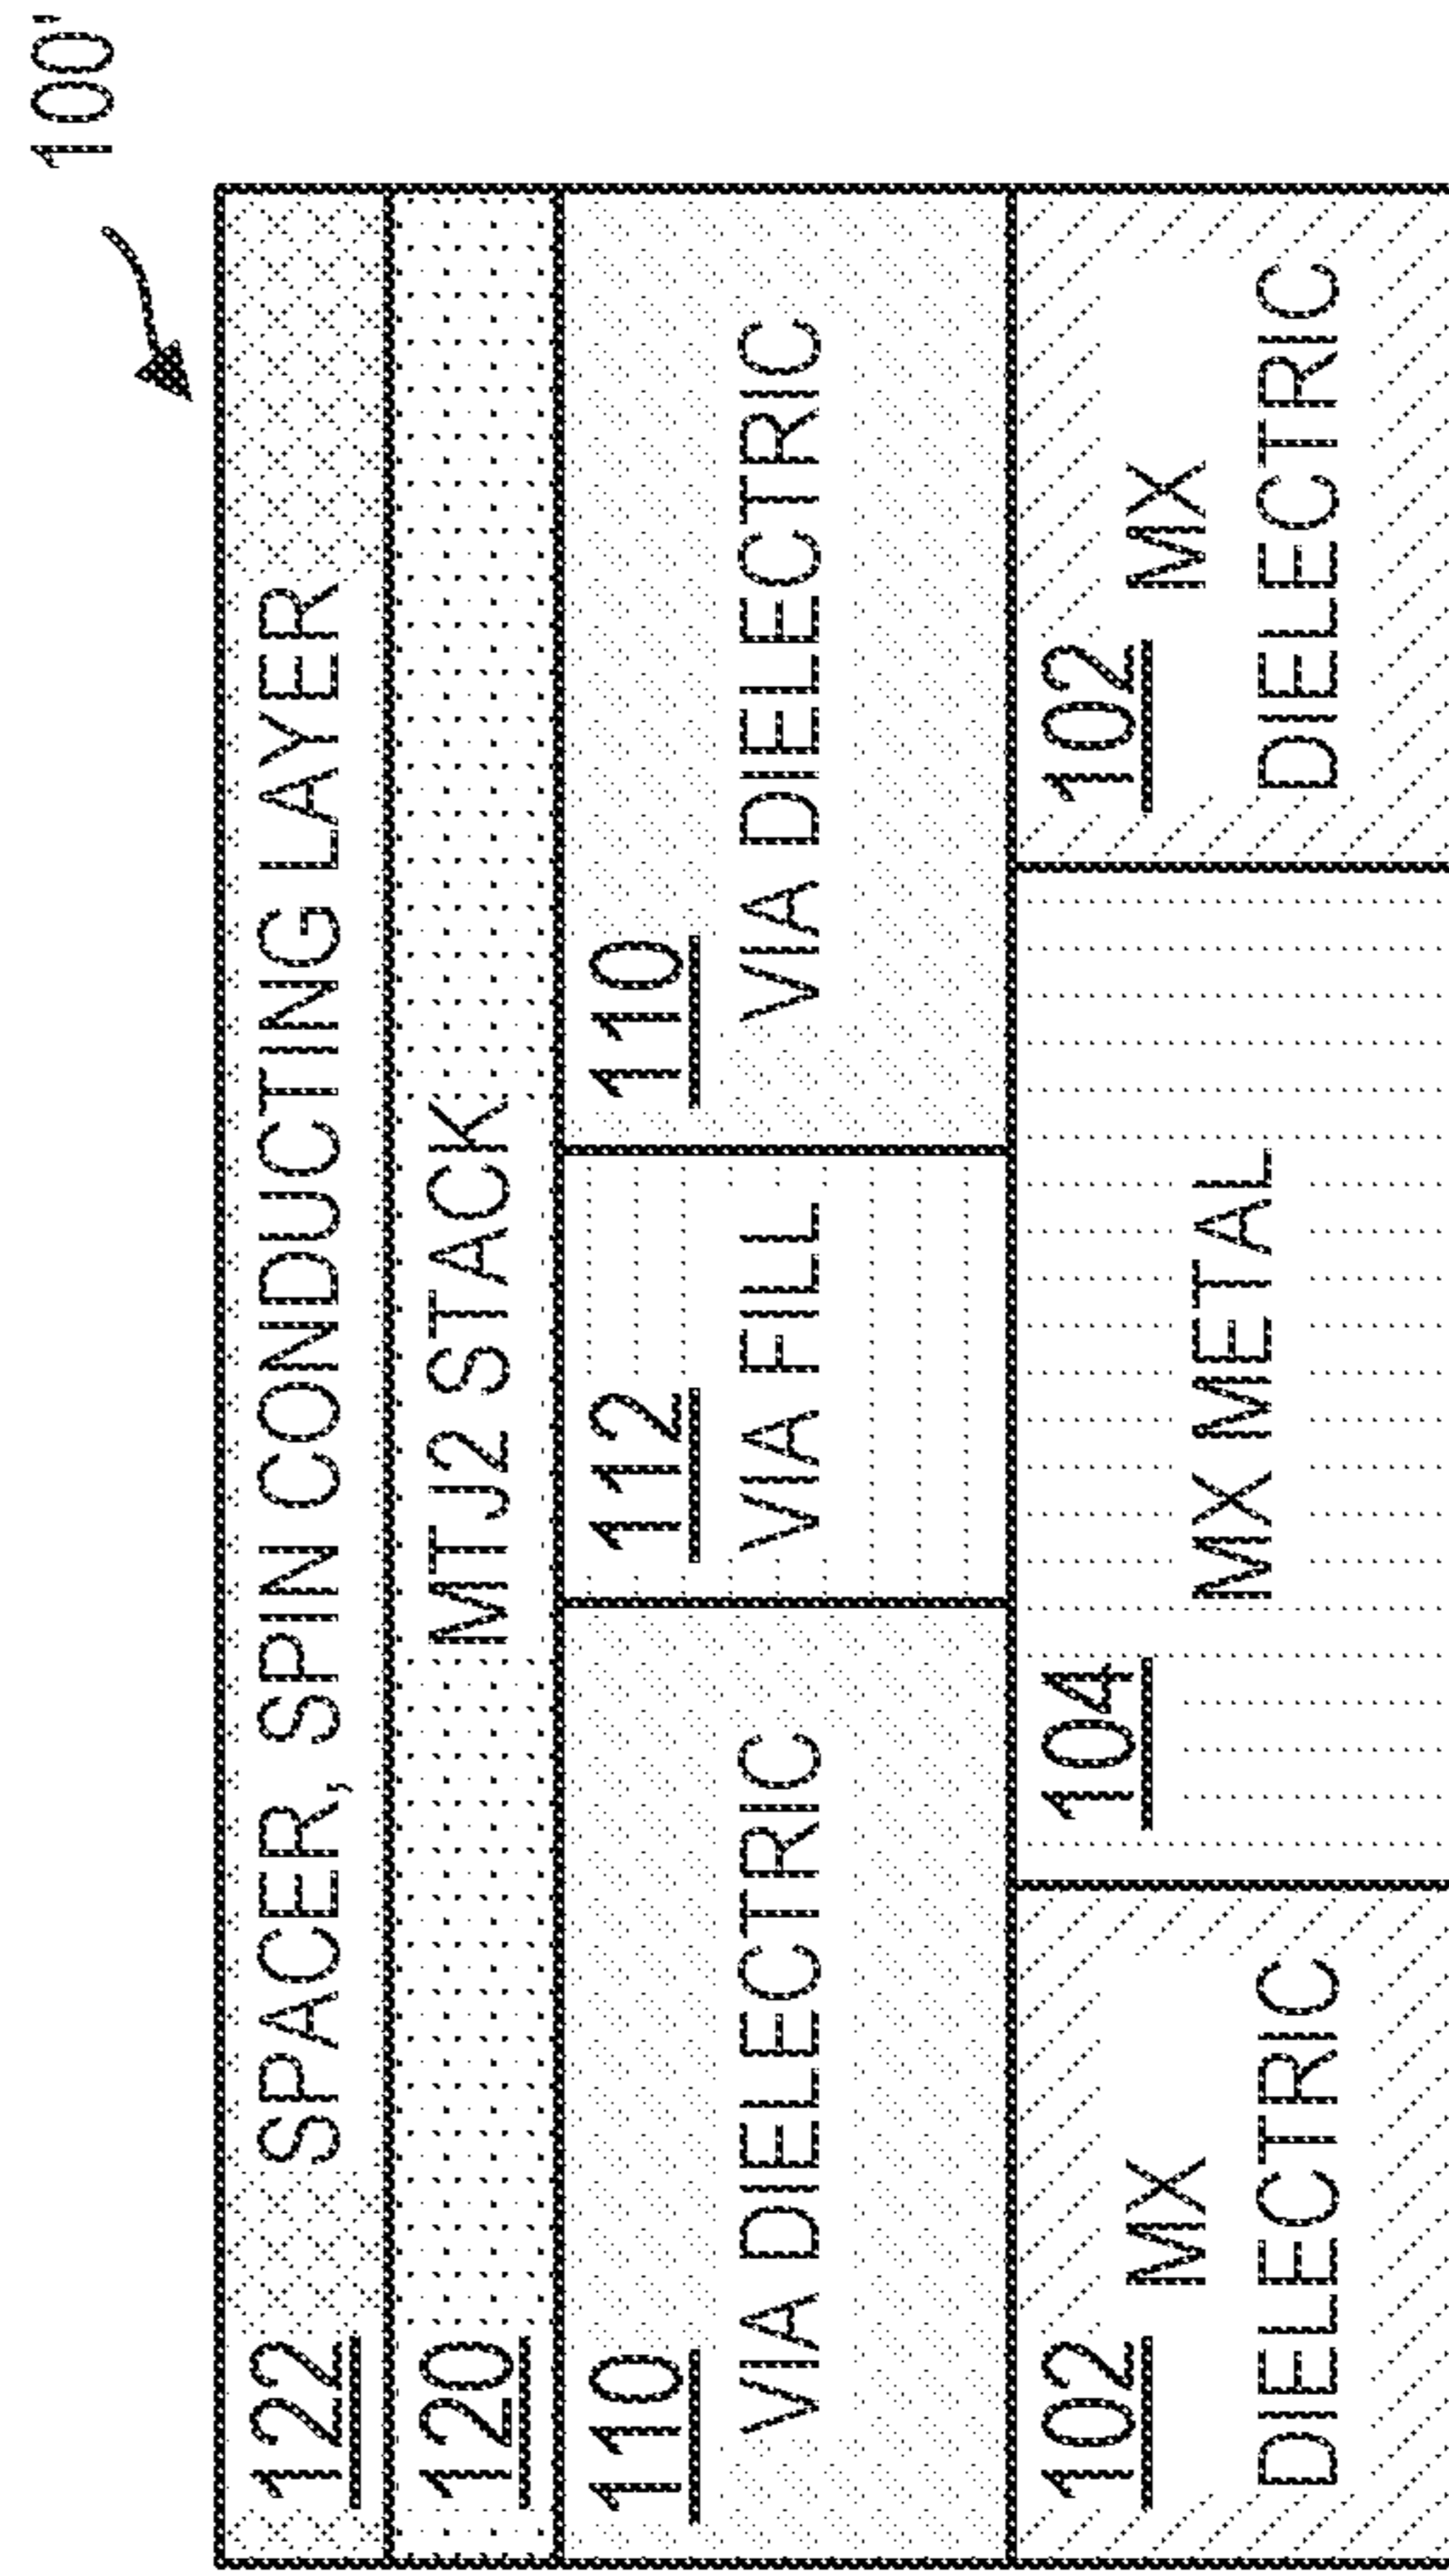 100'
122 SPACER, SPIN CONDUCTING LAYER
120 MTJ2 STACK
110
VIA DIELECTRIC
112
VIA FILL
110
VIA DIELECTRIC
102
MX
DIELECTRIC
104
MX METAL
102
MX
DIELECTRIC